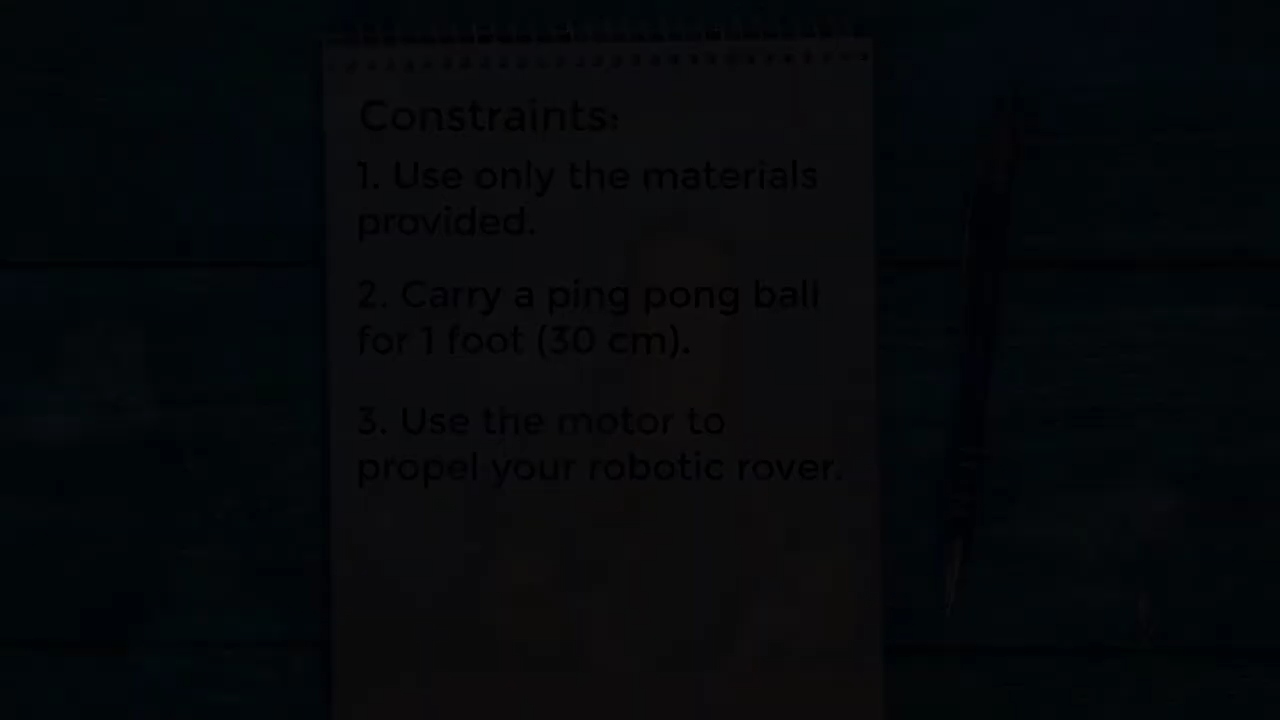 Constraints:
1. Use only the materials
provided.
2. Carry a ping pong ball
for 1 foot (30 cm).
3. Use the motor to
propel your robotic rover.